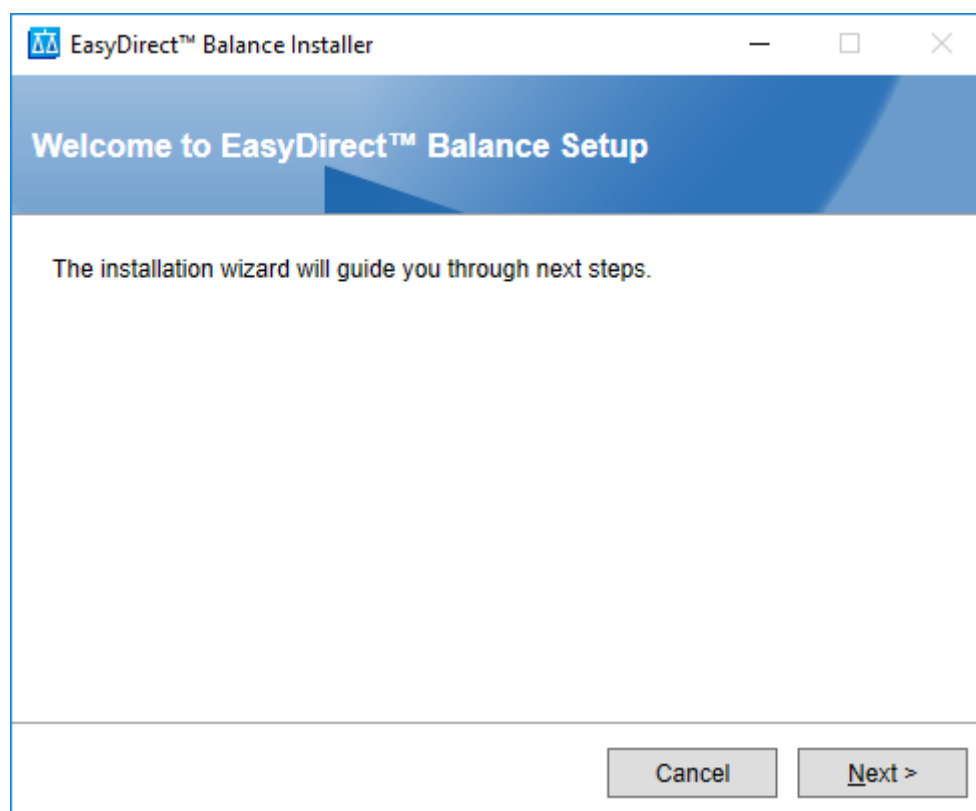 EasyDirect™ Balance Installer
Welcome to EasyDirect™ Balance Setup
The installation wizard will guide you through next steps.
Cancel
Next >